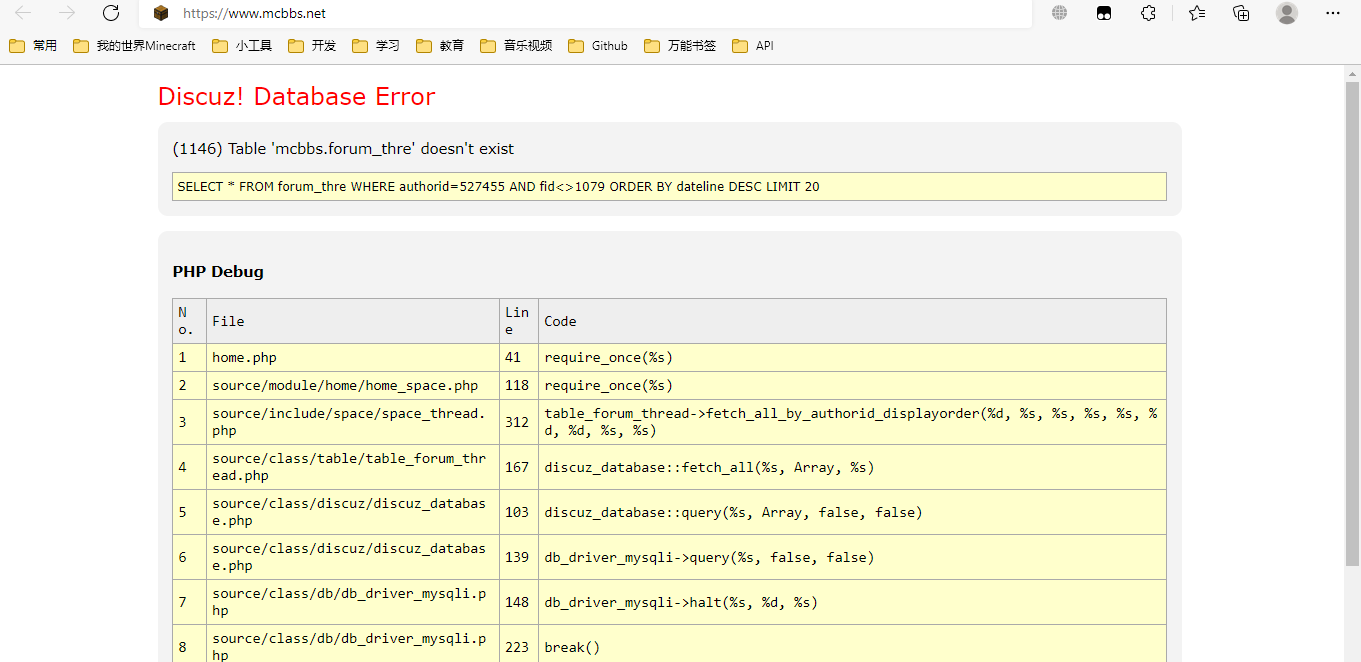 https://www.mcbbs.net
常用 我的世界Minecraft 小工具 开发 学习 教育 音乐视频 Github 万能书签 API
Discuz! Database Error
(1146) Table 'mcbbs.forum_thre' doesn't exist
SELECT * FROM forum_thre WHERE authorid=527455 AND fid<>1079 ORDER BY dateline DESC LIMIT 20
PHP Debug
N
o.
File
Lin
e
Code
1 home.php 41 require_once(%s)
2 source/module/home/home_space.php 118 require_once(%s)
3
source/include/space/space_thread.
php
312
table_forum_thread->fetch_all_by_authorid_displayorder(%d, %s, %s, %s, %s, %
d, %d, %s, %s)
4
source/class/table/table_forum_thr
ead.php
167 discuz_database::fetch_all(%s, Array, %s)
5
source/class/discuz/discuz_databas
e.php
103 discuz_database::query(%s, Array, false, false)
6
source/class/discuz/discuz_databas
e.php
139 db_driver_mysqli->query(%s, false, false)
7
source/class/db/db_driver_mysqli.p
hp
148 db_driver_mysqli->halt(%s, %d, %s)
8
source/class/db/db_driver_mysqli.p
hp
223 break()